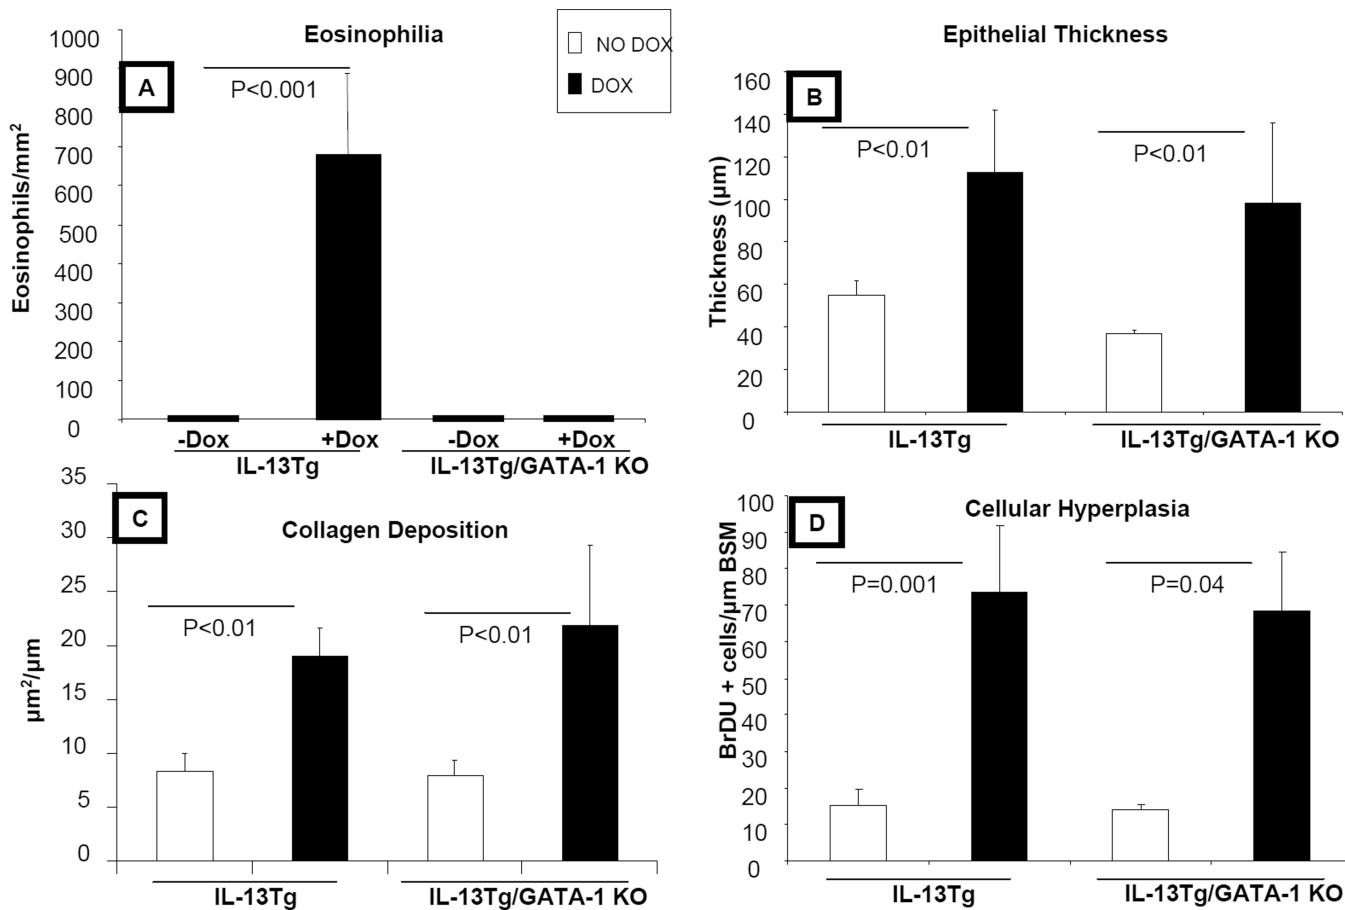 Eosinophilia
NO DOX
DOX
A
P<0.001
Eosinophils/mm²
1000
900
800
700
600
500
400
300
200
100
0
-Dox
+Dox
-Dox
+Dox
IL-13Tg
IL-13Tg/GATA-1 KO
Epithelial Thickness
B
P<0.01
P<0.01
Thickness (μm)
160
140
120
100
80
60
40
20
0
IL-13Tg
IL-13Tg/GATA-1 KO
C
Collagen Deposition
P<0.01
P<0.01
μm²/μm
35
30
25
20
15
10
5
0
IL-13Tg
IL-13Tg/GATA-1 KO
D
Cellular Hyperplasia
P=0.001
P=0.04
BrDU + cells/μm BSM
100
90
80
70
60
50
40
30
20
10
0
IL-13Tg
IL-13Tg/GATA-1 KO